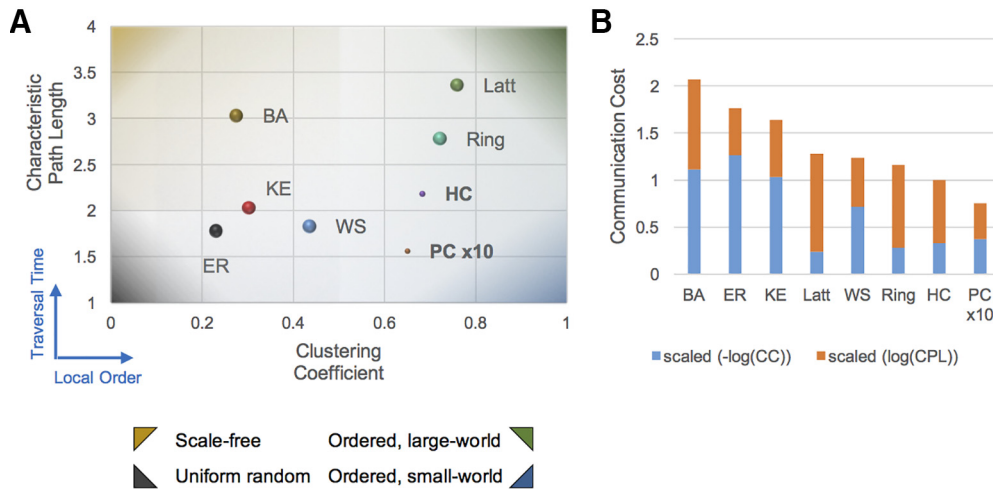 A
B
Characteristic
Path Length
4
3.5
3
2.5
2
1.5
1
Latt
BA
Ring
KE
HC
WS
PC x10
ER
0
0.2
0.4
0.6
0.8
1
Clustering
Coefficient
Traversal Time
Local Order
Communication Cost
2.5
2
1.5
1
0.5
0
BA ER KE Latt WS Ring HC PC
x10
scaled (-log(CC)) scaled (log(CPL))
Scale-free Ordered, large-world
Uniform random Ordered, small-world